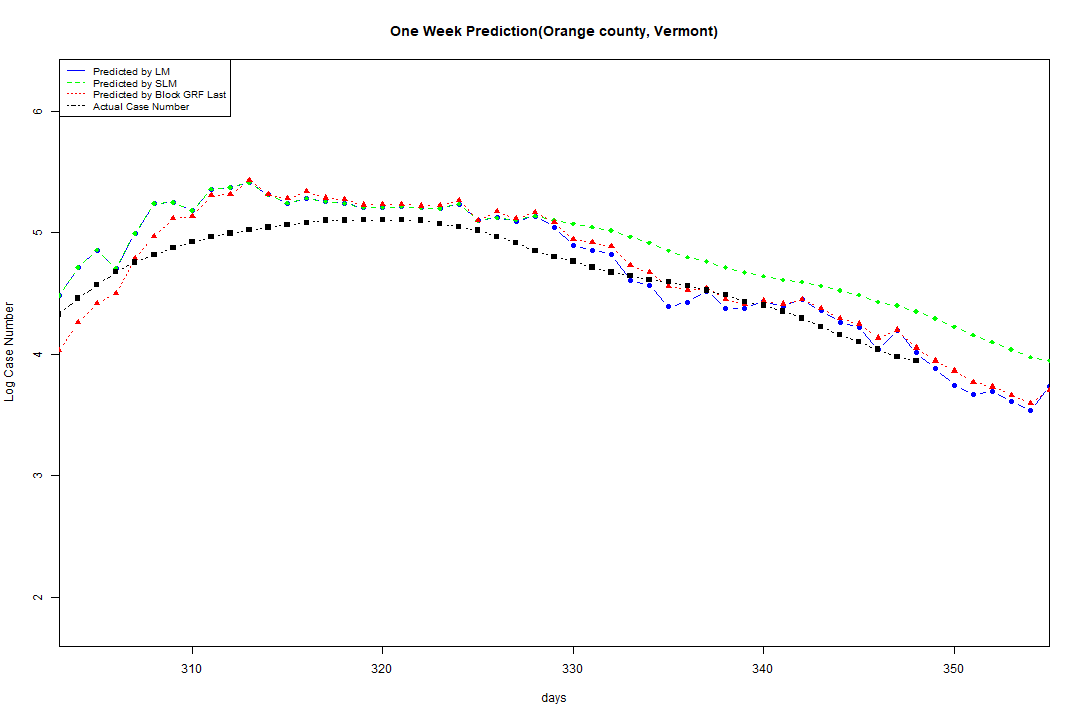 One Week Prediction(Orange county, Vermont)
Predicted by LM
Predicted by SLM
Predicted by Block GRF Last
Actual Case Number
6
5
4
3
2
Log Case Number
310 320 330 340 350
days